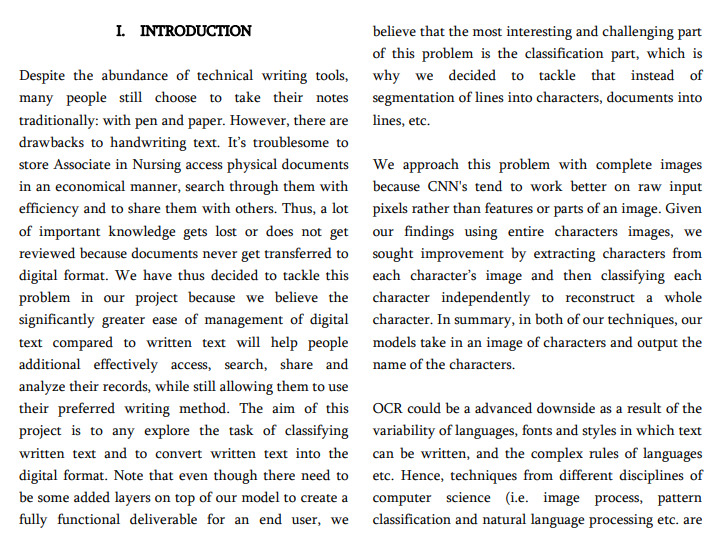 I. INTRODUCTION
Despite the abundance of technical writing tools,
many people still choose to take their notes
traditionally: with pen and paper. However, there are
drawbacks to handwriting text. It's troublesome to
store Associate in Nursing access physical documents
in an economical manner, search through them with
efficiency and to share them with others. Thus, a lot
of important knowledge gets lost or does not get
reviewed because documents never get transferred to
digital format. We have thus decided to tackle this
problem in our project because we believe the
significantly greater ease of management of digital
text compared to written text will help people
additional effectively access, search, share and
analyze their records, while still allowing them to use
their preferred writing method. The aim of this
project is to any explore the task of classifying
written text and to convert written text into the
digital format. Note that even though there need to
be some added layers on top of our model to create a
fully functional deliverable for an end user, we
believe that the most interesting and challenging part
of this problem is the classification part, which is
why we decided to tackle that instead of
segmentation of lines into characters, documents into
lines, etc.
We approach this problem with complete images
because CNN's tend to work better on raw input
pixels rather than features or parts of an image. Given
our findings using entire characters images, we
sought improvement by extracting characters from
each character's image and then classifying each
character independently to reconstruct a whole
character. In summary, in both of our techniques, our
models take in an image of characters and output the
name of the characters.
OCR could be a advanced downside as a result of the
variability of languages, fonts and styles in which text
can be written, and the complex rules of languages
etc. Hence, techniques from different disciplines of
computer science (i.e. image process, pattern
classification and natural language processing etc. are